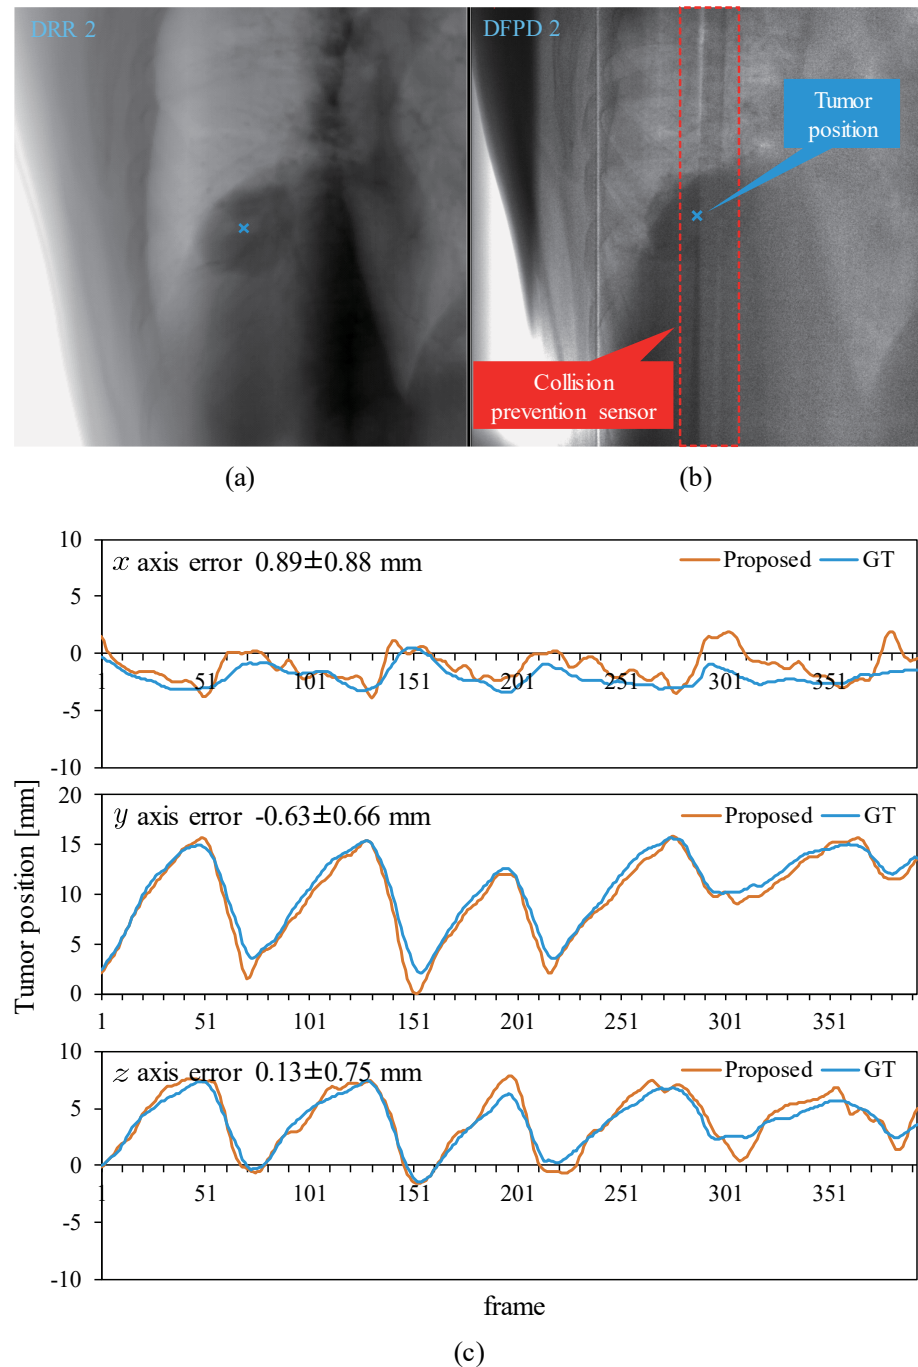 DRR 2
DFPD 2
Tumor
position
Collision
prevention sensor
(a)
(b)
10
5
0
-5
-10
x axis error 0.89±0.88 mm
Proposed
GT
1
51
101
151
201
251
301
351
Tumor position [mm]
20
15
10
5
0
y axis error -0.63±0.66 mm
Proposed
GT
1
51
101
151
201
251
301
351
10
5
0
-5
-10
z axis error 0.13±0.75 mm
Proposed
GT
1
51
101
151
201
251
301
351
frame
(c)